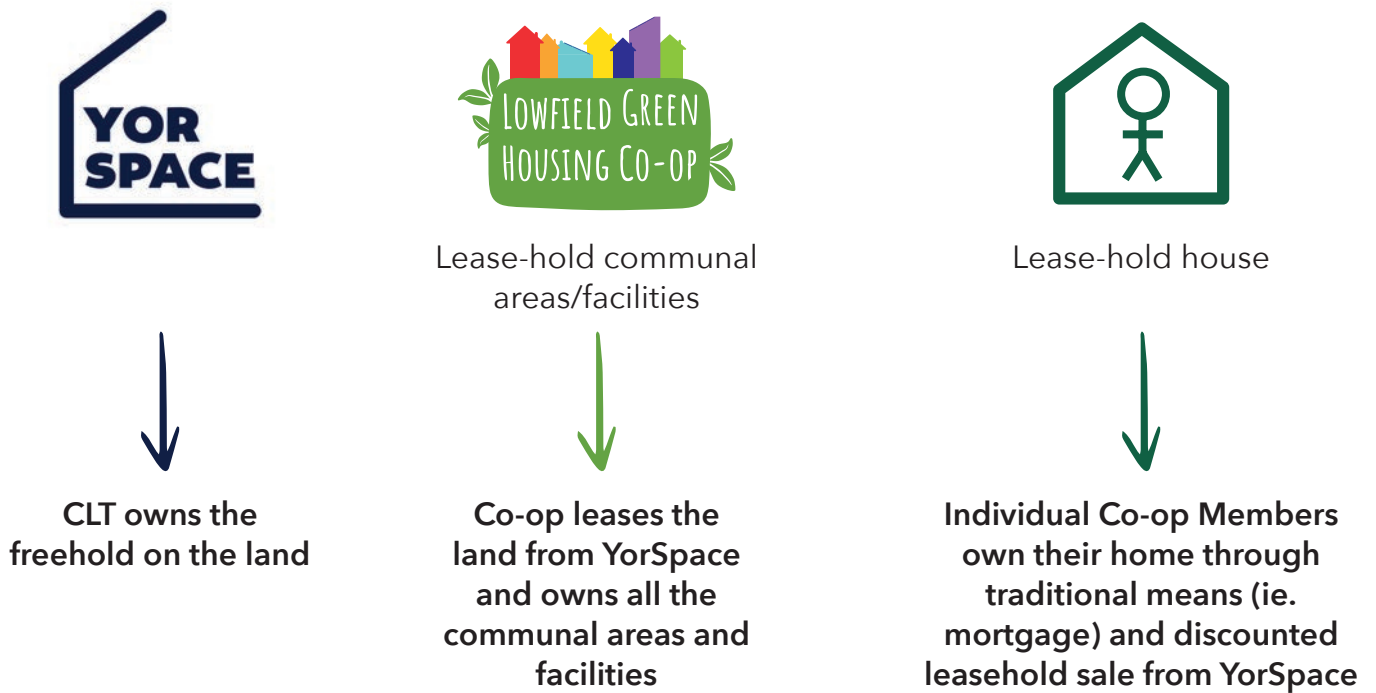 YOR
SPACE
LOWFIELD GREEN
HOUSING CO-OP
Lease-hold communal
areas/facilities
Lease-hold house
CLT owns the
freehold on the land
Co-op leases the
land from YorSpace
and owns all the
communal areas and
facilities
Individual Co-op Members
own their home through
traditional means (ie.
mortgage) and discounted
leasehold sale from YorSpace